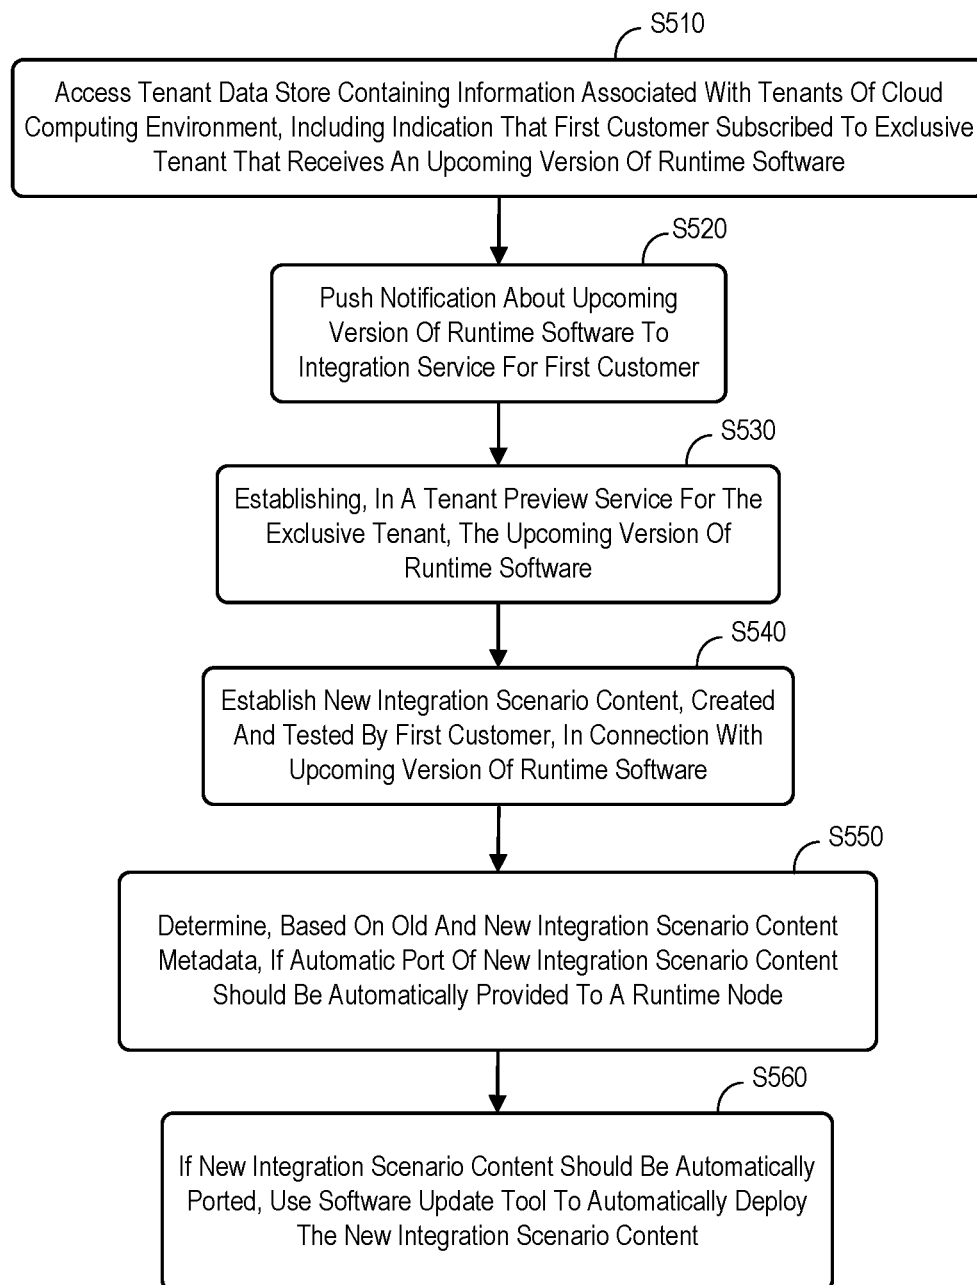 S510
Access Tenant Data Store Containing Information Associated With Tenants Of Cloud
Computing Environment, Including Indication That First Customer Subscribed To Exclusive
Tenant That Receives An Upcoming Version Of Runtime Software
S520
Push Notification About Upcoming
Version Of Runtime Software To
Integration Service For First Customer
S530
Establishing, In A Tenant Preview Service For The
Exclusive Tenant, The Upcoming Version Of
Runtime Software
S540
Establish New Integration Scenario Content, Created
And Tested By First Customer, In Connection With
Upcoming Version Of Runtime Software
S550
Determine, Based On Old And New Integration Scenario Content
Metadata, If Automatic Port Of New Integration Scenario Content
Should Be Automatically Provided To A Runtime Node
S560
If New Integration Scenario Content Should Be Automatically
Ported, Use Software Update Tool To Automatically Deploy
The New Integration Scenario Content